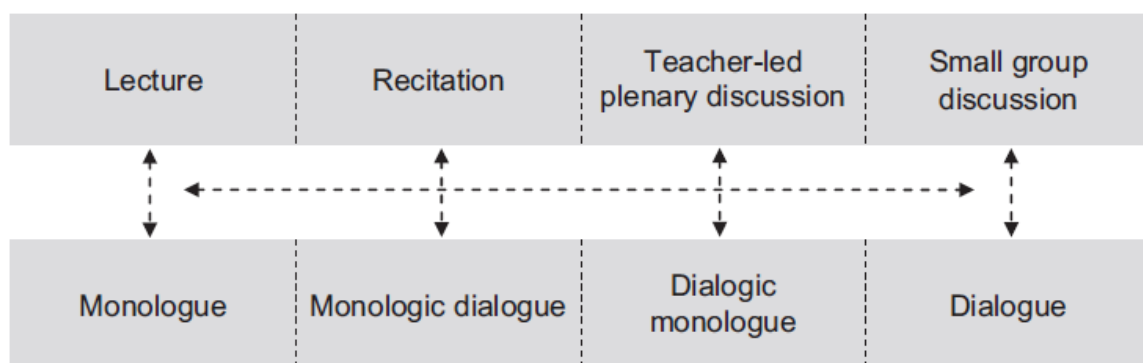 Lecture
Recitation
Teacher-led
plenary discussion
Small group
discussion
Monologue
Monologic dialogue
Dialogic
monologue
Dialogue